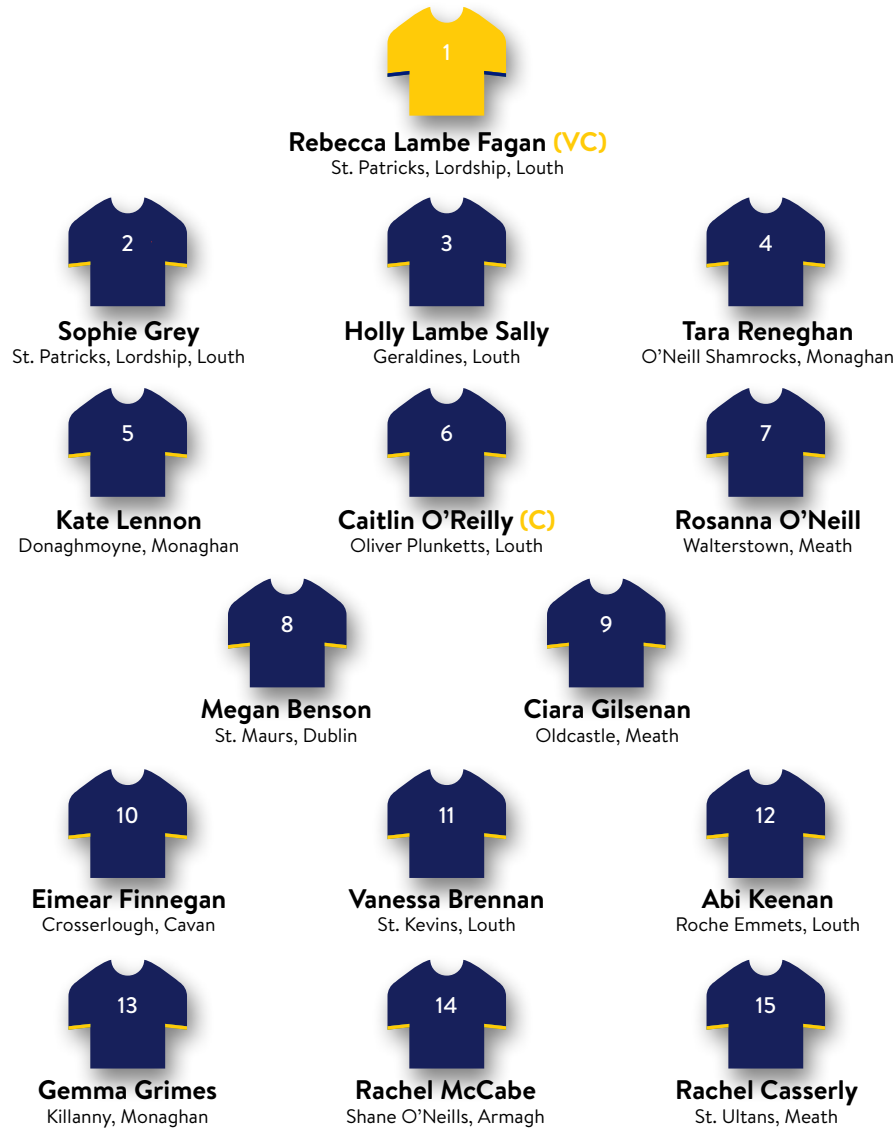 1
Rebecca Lambe Fagan (VC)
St. Patricks, Lordship, Louth
2
Sophie Grey
St. Patricks, Lordship, Louth
3
Holly Lambe Sally
Geraldines, Louth
4
Tara Reneghan
O’Neill Shamrocks, Monaghan
5
Kate Lennon
Donaghmoyne, Monaghan
6
Caitlin O’Reilly (C)
Oliver Plunketts, Louth
7
Rosanna O’Neill
Walterstown, Meath
8
Megan Benson
St. Maurs, Dublin
9
Ciara Gilsenan
Oldcastle, Meath
10
Eimear Finnegan
Crosserlough, Cavan
11
Vanessa Brennan
St. Kevins, Louth
12
Abi Keenan
Roche Emmets, Louth
13
Gemma Grimes
Killanny, Monaghan
14
Rachel McCabe
Shane O’Neills, Armagh
15
Rachel Casserly
St. Ultans, Meath